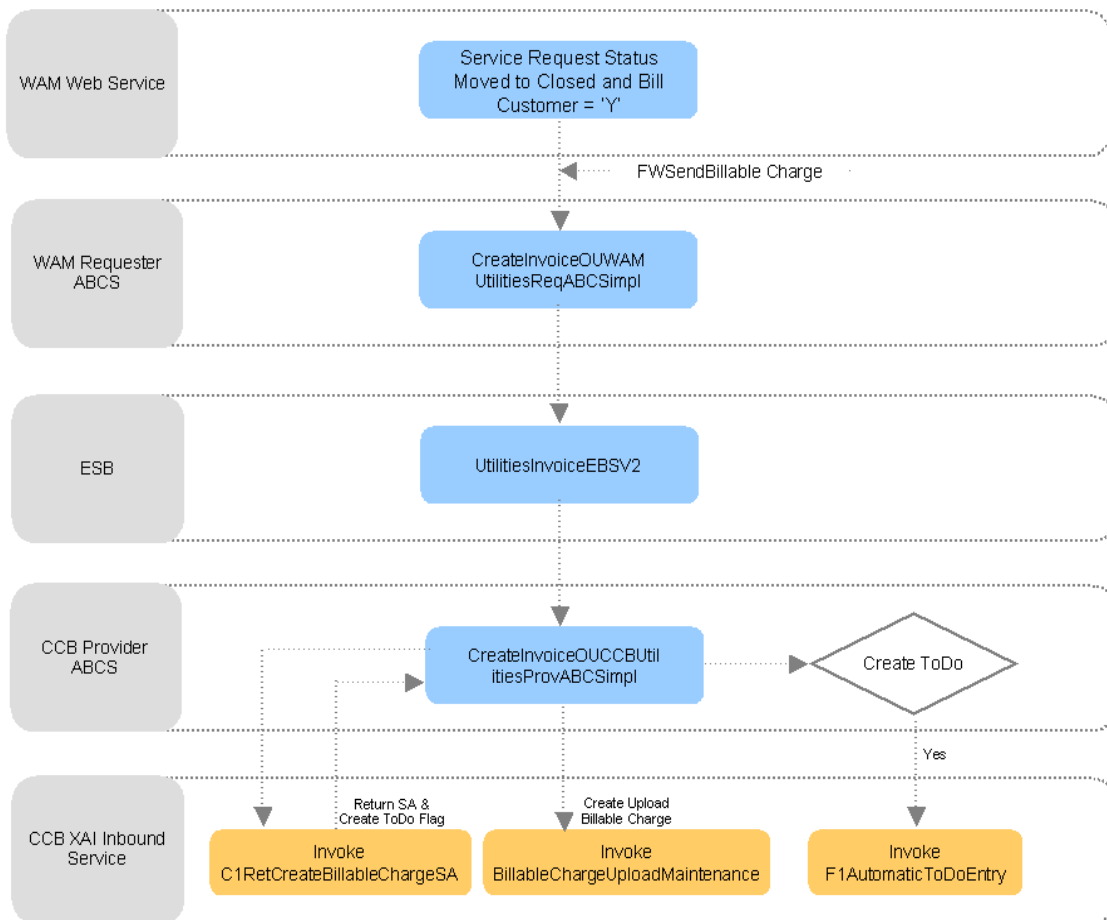 WAM Web Service
Service Request Status
Moved to Closed and Bill
Customer = 'Y'
FWSendBillable Charge
WAM Requester
ABCS
CreateInvoiceOUWAM
UtilitiesReqABCSimpl
ESB
UtilitiesInvoiceEBSV2
CCB Provider
ABCS
CreateInvoiceOUCCBUtil
itiesProvABCSimpl
Create ToDo
Yes
Return SA &
Create ToDo Flag
Create Upload
Billable Charge
CCB XAI Inbound
Service
Invoke
C1RetCreateBillableChargeSA
Invoke
BillableChargeUploadMaintenance
Invoke
F1AutomaticToDoEntry